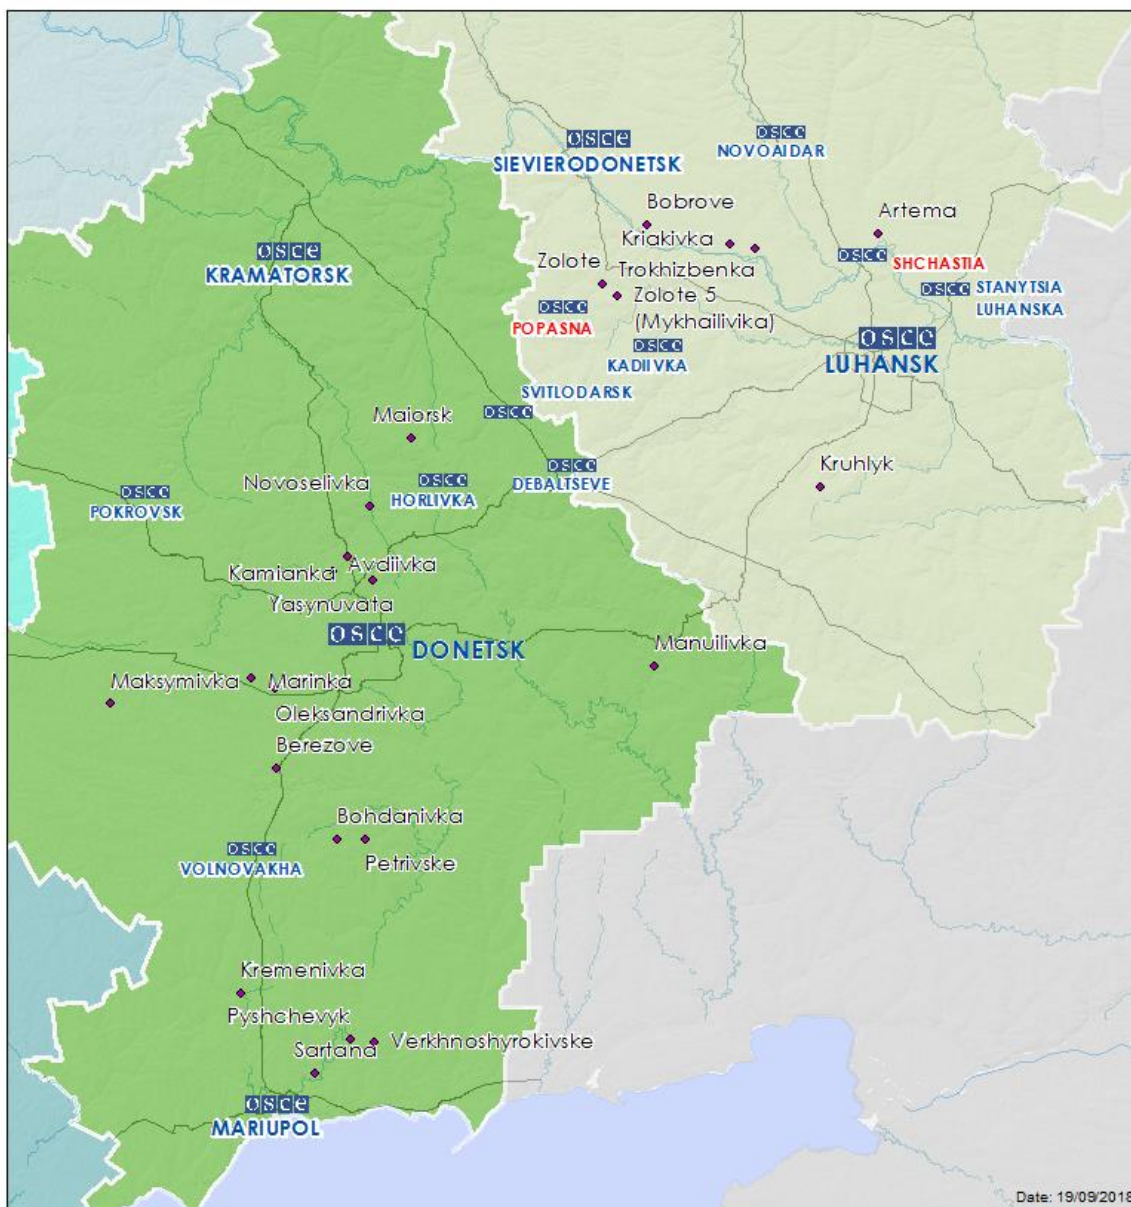 osce
SIEVIERODONETSK
osce
NOVOAIDAR
Bobrove
Artema
Kriakivka
osce
KRAMATORSK
Zolote
Trokhizbenka
osce
SHCHASTIA
Zolote 5
(Mykhailivika)
osce
STANYTSIA
LUHANSKA
osce
POPASNA
osce
KADIIVKA
osce
LUHANSK
SVITLODARSK
osce
Maiorsk
Kruhlyk
osce
DEBALTSEVE
Novoselivka
osce
HORLIVKA
osce
POKROVSK
Kamianka
Avdiivka
Yasynuvata
osce
DONETSK
Manuilivka
Maksymivka
Marinka
Oleksandrivka
Berezove
Bohdanivka
osce
VOLNOVAKHA
Petrivske
Kremenivka
Pyshchevyk
Sartana
Verkhnoshyrokivske
osce
MARIUPOL
Date: 19/09/2018